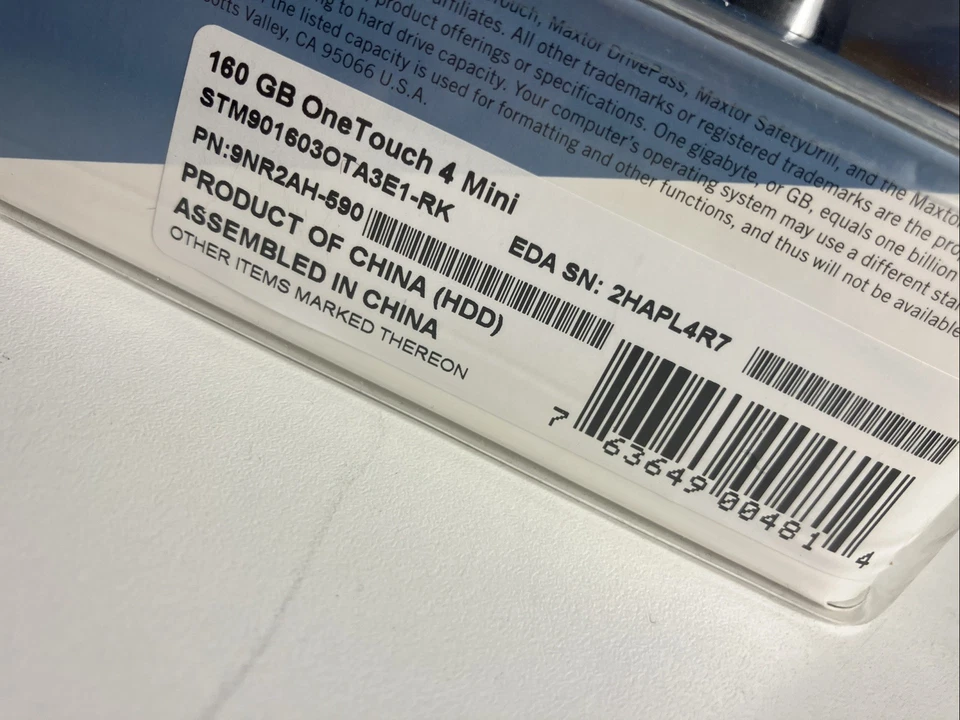 Touch, Maxtor DrivePass, Maxtor SafetyDrill, and the Maxto
affiliates. All other trademarks or registered trademarks are the pro
product offerings or specifications. One gigabyte, or GB, equals one billion
to hard drive capacity. Your computer's operating system may use a different sta
the listed capacity is used for formatting and other functions, and thus will not be available
Scotts Valley, CA 95066 U.S.A.
160 GB OneTouch 4 Mini
STM901603OTA3E1-RK
PN:9NR2AH-590
EDA SN: 2HAPL4R7
PRODUCT OF CHINA (HDD)
ASSEMBLED IN CHINA
OTHER ITEMS MARKED THEREON
7 63649 00481 4